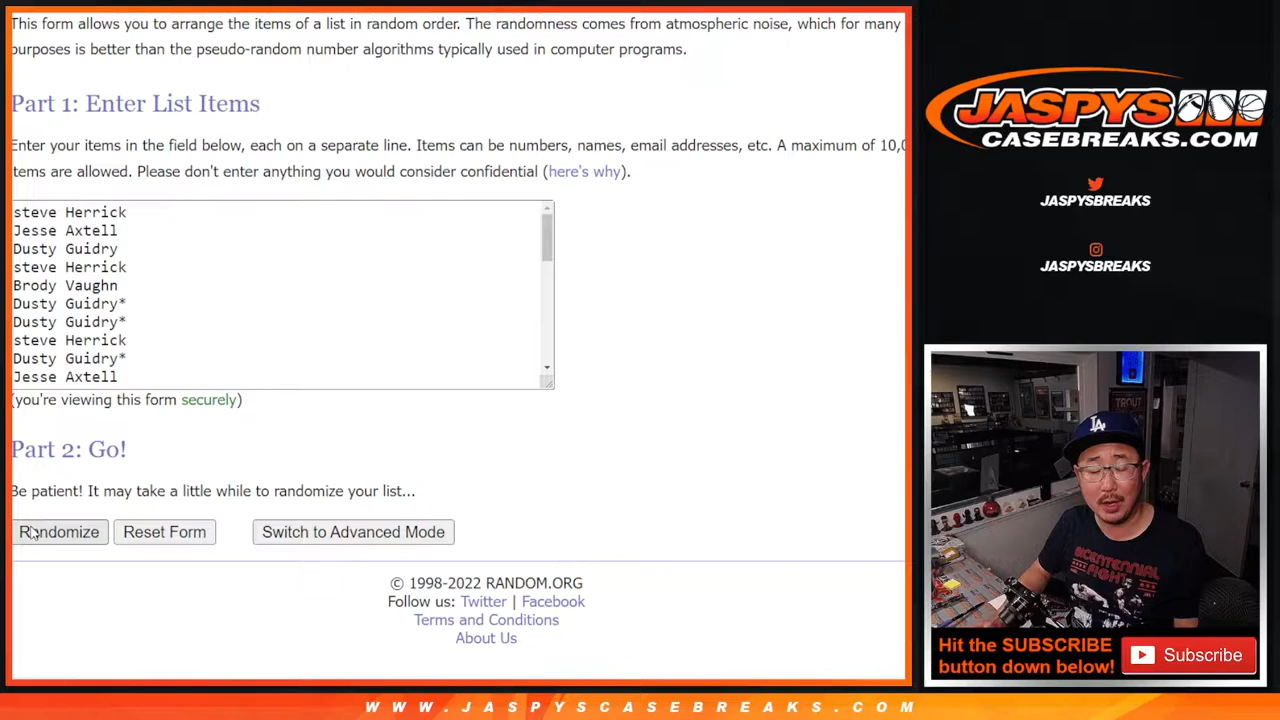 This form allows you to arrange the items of a list in random order. The randomness comes from atmospheric noise, which for many
purposes is better than the pseudo-random number algorithms typically used in computer programs.
Part 1: Enter List Items
Enter your items in the field below, each on a separate line. Items can be numbers, names, email addresses, etc. A maximum of 10,0
tems are allowed. Please don't enter anything you would consider confidential (here's why).
steve Herrick
Jesse Axtell
Dusty Guidry
steve Herrick
Brody Vaughn
Dusty Guidry*
Dusty Guidry*
steve Herrick
Dusty Guidry*
Jesse Axtell
(you're viewing this form securely)
Part 2: Go!
Be patient! It may take a little while to randomize your list...
Randomize
Reset Form
Switch to Advanced Mode
© 1998-2022 RANDOM.ORG
Follow us: Twitter | Facebook
Terms and Conditions
About Us
JASPYS
CASEBREAKS.COM
JASPYSBREAKS
JASPYSBREAKS
TROUT
LA
BICENTENNIAL
FIGHT
Hit the SUBSCRIBE
button down below!
Subscribe
WWW.JASPYSCASEBREAKS.COM